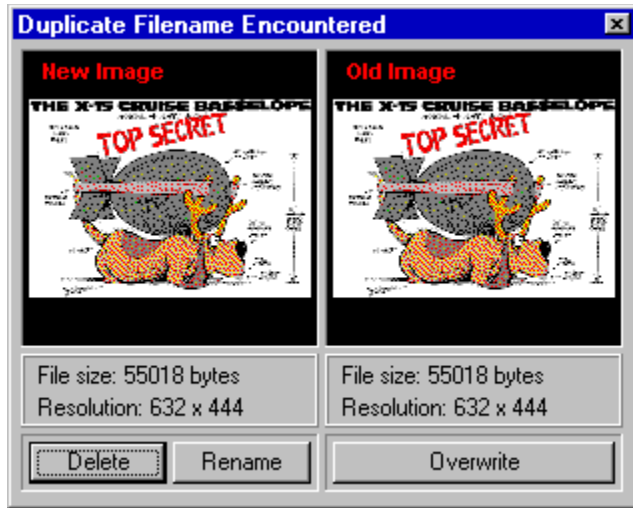 Duplicate Filename Encountered
New Image
THE X-15 CRUISE BASSELOPE
TOP SECRET
File size: 55018 bytes
Resolution: 632 x 444
Delete
Rename
Old Image
THE X-15 CRUISE BASSELOPE
TOP SECRET
File size: 55018 bytes
Resolution: 632 x 444
Overwrite